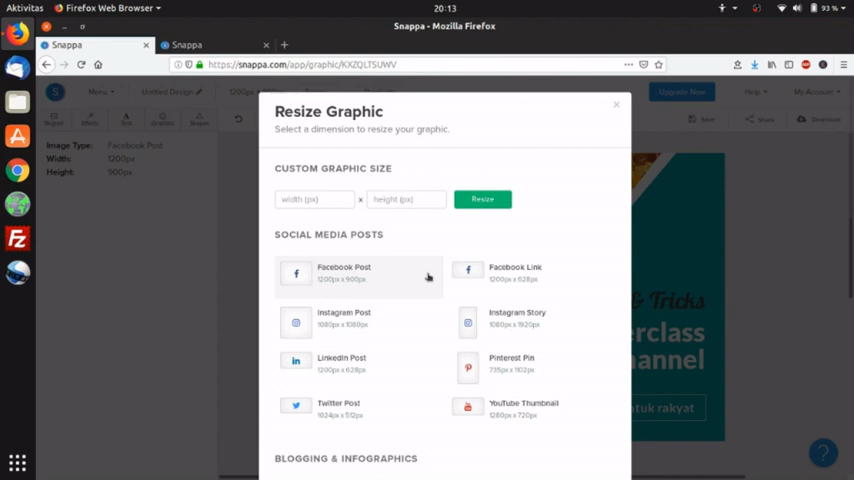 Aktivitas Firefox Web Browser 20:13 93 %
Snappa - Mozilla Firefox
Snappa × Snappa × +
https://snappa.com/app/graphic/KXZQLTSUWV
S Menu Untitled Design 1200px Upgrade Now Help My Account
Effects Text Graphics Shapes Save Share Download
Image Type: Facebook Post
Width: 1200px
Height: 900px
Resize Graphic ×
Select a dimension to resize your graphic.
CUSTOM GRAPHIC SIZE
width (px) x height (px) Resize
SOCIAL MEDIA POSTS
Facebook Post
1200px x 900px
Facebook Link
1200px x 628px
Instagram Post
1080px x 1080px
Instagram Story
1080px x 1920px
LinkedIn Post
1200px x 628px
Pinterest Pin
735px x 1102px
Twitter Post
1024px x 512px
YouTube Thumbnail
1280px x 720px
BLOGGING & INFOGRAPHICS
& Tricks
erclass
hannel
ntuk rakyat
?